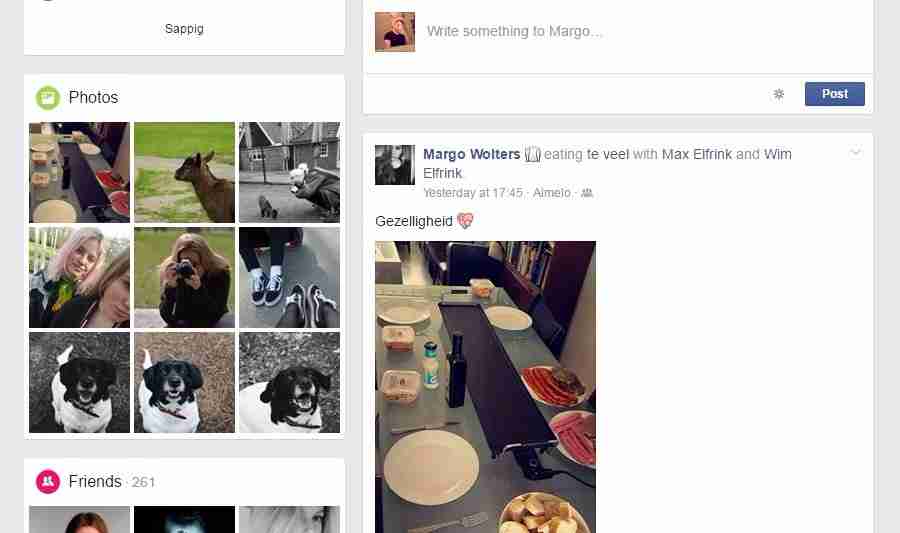 Sappig
Photos
Friends · 261
Write something to Margo...
Post
Margo Wolters eating te veel with Max Elfrink and Wim
Elfrink.
Yesterday at 17:45 · Almelo ·
Gezelligheid